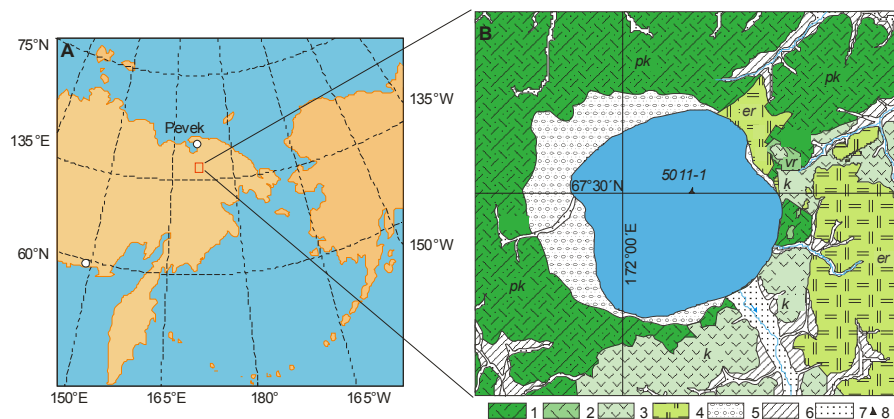 A
75°N
135°W
Pevek
135°E
60°N
150°W
150°E
165°E
180°
165°W
B
pk
pk
er
vr
5011-1
k
67°30´N
172°00´E
er
pk
k
k
1 2 3 4 5 6 7 8